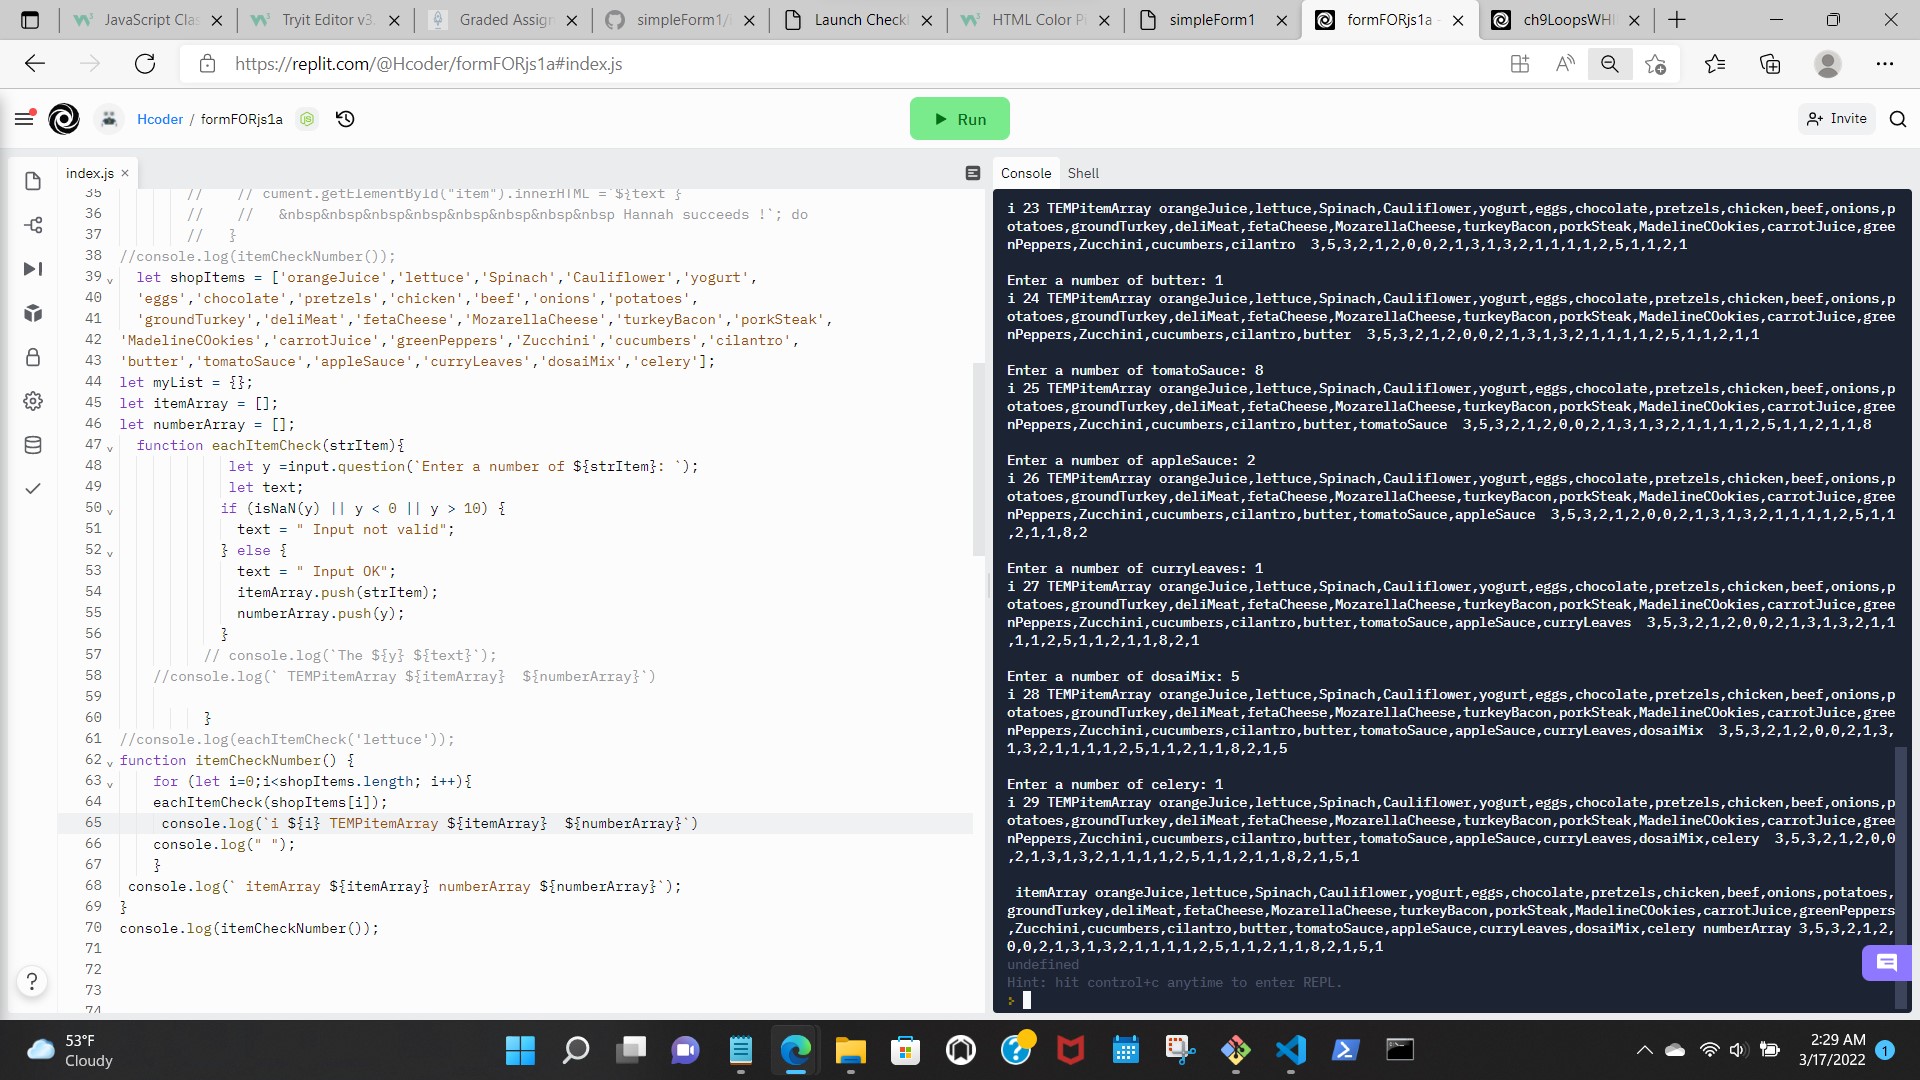 JavaScript Clas
Tryit Editor v3.
Graded Assign
simpleForm1/
Launch Checkl
HTML Color P
simpleForm1
formFORjs1a
ch9LoopsWHI
https://replit.com/@Hcoder/formFORjs1a#index.js
Hcoder / formFORjs1a
Run
Invite
index.js
Console Shell
35 // // cument.getElementById("item").innerHTML =`${text }
36 // // &nbsp&nbsp&nbsp&nbsp&nbsp&nbsp&nbsp&nbsp Hannah succeeds !`; do
37 // }
38 //console.log(itemCheckNumber());
39 let shopItems = ['orangeJuice','lettuce','Spinach','Cauliflower','yogurt',
40 'eggs','chocolate','pretzels','chicken','beef','onions','potatoes',
41 'groundTurkey','deliMeat','fetaCheese','MozarellaCheese','turkeyBacon','porkSteak',
42 'MadelineCOokies','carrotJuice','greenPeppers','Zucchini','cucumbers','cilantro',
43 'butter','tomatoSauce','appleSauce','curryLeaves','dosaiMix','celery'];
44 let myList = {};
45 let itemArray = [];
46 let numberArray = [];
47 function eachItemCheck(strItem){
48 let y =input.question(`Enter a number of ${strItem}: `);
49 let text;
50 if (isNaN(y) || y < 0 || y > 10) {
51 text = " Input not valid";
52 } else {
53 text = " Input OK";
54 itemArray.push(strItem);
55 numberArray.push(y);
56 }
57 // console.log(`The ${y} ${text}`);
58 //console.log(` TEMPitemArray ${itemArray}  ${numberArray}`)
59
60 }
61 //console.log(eachItemCheck('lettuce'));
62 function itemCheckNumber() {
63 for (let i=0;i<shopItems.length; i++){
64 eachItemCheck(shopItems[i]);
65 console.log(`i ${i} TEMPitemArray ${itemArray}  ${numberArray}`)
66 console.log(" ");
67 }
68 console.log(` itemArray ${itemArray} numberArray ${numberArray}`);
69 }
70 console.log(itemCheckNumber());
71
72
73
74
i 23 TEMPitemArray orangeJuice,lettuce,Spinach,Cauliflower,yogurt,eggs,chocolate,pretzels,chicken,beef,onions,p
otatoes,groundTurkey,deliMeat,fetaCheese,MozarellaCheese,turkeyBacon,porkSteak,MadelineCOokies,carrotJuice,gree
nPeppers,Zucchini,cucumbers,cilantro  3,5,3,2,1,2,0,0,2,1,3,1,3,2,1,1,1,1,2,5,1,1,2,1
Enter a number of butter: 1
i 24 TEMPitemArray orangeJuice,lettuce,Spinach,Cauliflower,yogurt,eggs,chocolate,pretzels,chicken,beef,onions,p
otatoes,groundTurkey,deliMeat,fetaCheese,MozarellaCheese,turkeyBacon,porkSteak,MadelineCOokies,carrotJuice,gree
nPeppers,Zucchini,cucumbers,cilantro,butter  3,5,3,2,1,2,0,0,2,1,3,1,3,2,1,1,1,1,2,5,1,1,2,1,1
Enter a number of tomatoSauce: 8
i 25 TEMPitemArray orangeJuice,lettuce,Spinach,Cauliflower,yogurt,eggs,chocolate,pretzels,chicken,beef,onions,p
otatoes,groundTurkey,deliMeat,fetaCheese,MozarellaCheese,turkeyBacon,porkSteak,MadelineCOokies,carrotJuice,gree
nPeppers,Zucchini,cucumbers,cilantro,butter,tomatoSauce  3,5,3,2,1,2,0,0,2,1,3,1,3,2,1,1,1,1,2,5,1,1,2,1,1,8
Enter a number of appleSauce: 2
i 26 TEMPitemArray orangeJuice,lettuce,Spinach,Cauliflower,yogurt,eggs,chocolate,pretzels,chicken,beef,onions,p
otatoes,groundTurkey,deliMeat,fetaCheese,MozarellaCheese,turkeyBacon,porkSteak,MadelineCOokies,carrotJuice,gree
nPeppers,Zucchini,cucumbers,cilantro,butter,tomatoSauce,appleSauce  3,5,3,2,1,2,0,0,2,1,3,1,3,2,1,1,1,1,2,5,1,1
,2,1,1,8,2
Enter a number of curryLeaves: 1
i 27 TEMPitemArray orangeJuice,lettuce,Spinach,Cauliflower,yogurt,eggs,chocolate,pretzels,chicken,beef,onions,p
otatoes,groundTurkey,deliMeat,fetaCheese,MozarellaCheese,turkeyBacon,porkSteak,MadelineCOokies,carrotJuice,gree
nPeppers,Zucchini,cucumbers,cilantro,butter,tomatoSauce,appleSauce,curryLeaves  3,5,3,2,1,2,0,0,2,1,3,1,3,2,1,1
,1,1,2,5,1,1,2,1,1,8,2,1
Enter a number of dosaiMix: 5
i 28 TEMPitemArray orangeJuice,lettuce,Spinach,Cauliflower,yogurt,eggs,chocolate,pretzels,chicken,beef,onions,p
otatoes,groundTurkey,deliMeat,fetaCheese,MozarellaCheese,turkeyBacon,porkSteak,MadelineCOokies,carrotJuice,gree
nPeppers,Zucchini,cucumbers,cilantro,butter,tomatoSauce,appleSauce,curryLeaves,dosaiMix  3,5,3,2,1,2,0,0,2,1,3,
1,3,2,1,1,1,1,2,5,1,1,2,1,1,8,2,1,5
Enter a number of celery: 1
i 29 TEMPitemArray orangeJuice,lettuce,Spinach,Cauliflower,yogurt,eggs,chocolate,pretzels,chicken,beef,onions,p
otatoes,groundTurkey,deliMeat,fetaCheese,MozarellaCheese,turkeyBacon,porkSteak,MadelineCOokies,carrotJuice,gree
nPeppers,Zucchini,cucumbers,cilantro,butter,tomatoSauce,appleSauce,curryLeaves,dosaiMix,celery  3,5,3,2,1,2,0,0
,2,1,3,1,3,2,1,1,1,1,2,5,1,1,2,1,1,8,2,1,5,1
itemArray orangeJuice,lettuce,Spinach,Cauliflower,yogurt,eggs,chocolate,pretzels,chicken,beef,onions,potatoes,
groundTurkey,deliMeat,fetaCheese,MozarellaCheese,turkeyBacon,porkSteak,MadelineCOokies,carrotJuice,greenPeppers
,Zucchini,cucumbers,cilantro,butter,tomatoSauce,appleSauce,curryLeaves,dosaiMix,celery numberArray 3,5,3,2,1,2,
0,0,2,1,3,1,3,2,1,1,1,1,2,5,1,1,2,1,1,8,2,1,5,1
undefined
Hint: hit control+c anytime to enter REPL.
53°F
Cloudy
2:29 AM
3/17/2022
1